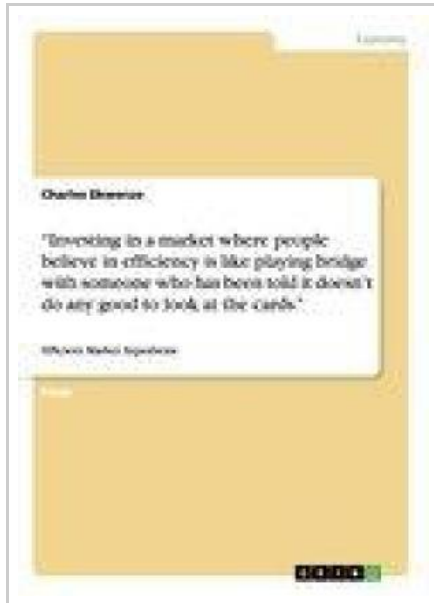 Charles
"Investing in a market where people
believe in efficiency is like playing bridge
with someone who has been told it doesn't
do any good to look at the cards."
Efficient Market Hypothesis